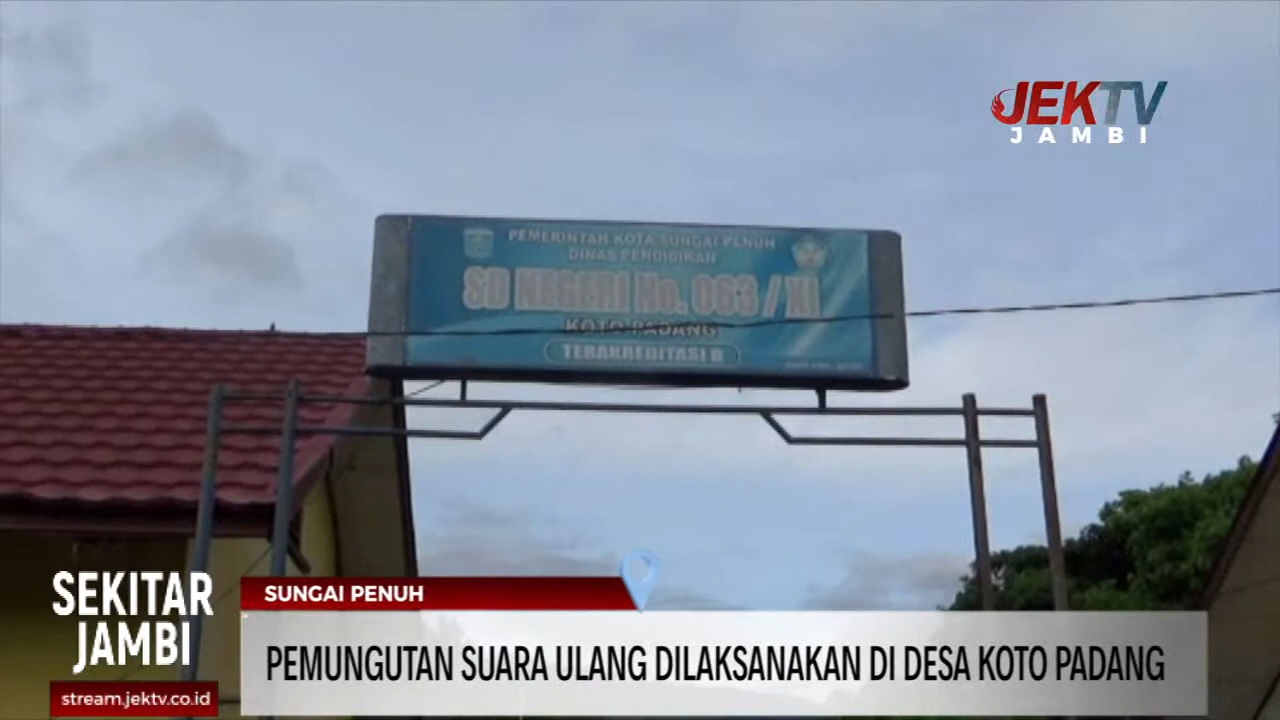 JEKTV
JAMBI
PEMERINTAH KOTA SUNGAI PENUH
DINAS PENDIDIKAN
SD NEGERI No. 063 / XI
KOTO PADANG
TERAKREDITASI B
SEKITAR
JAMBI
stream.jektv.co.id
SUNGAI PENUH
PEMUNGUTAN SUARA ULANG DILAKSANAKAN DI DESA KOTO PADANG